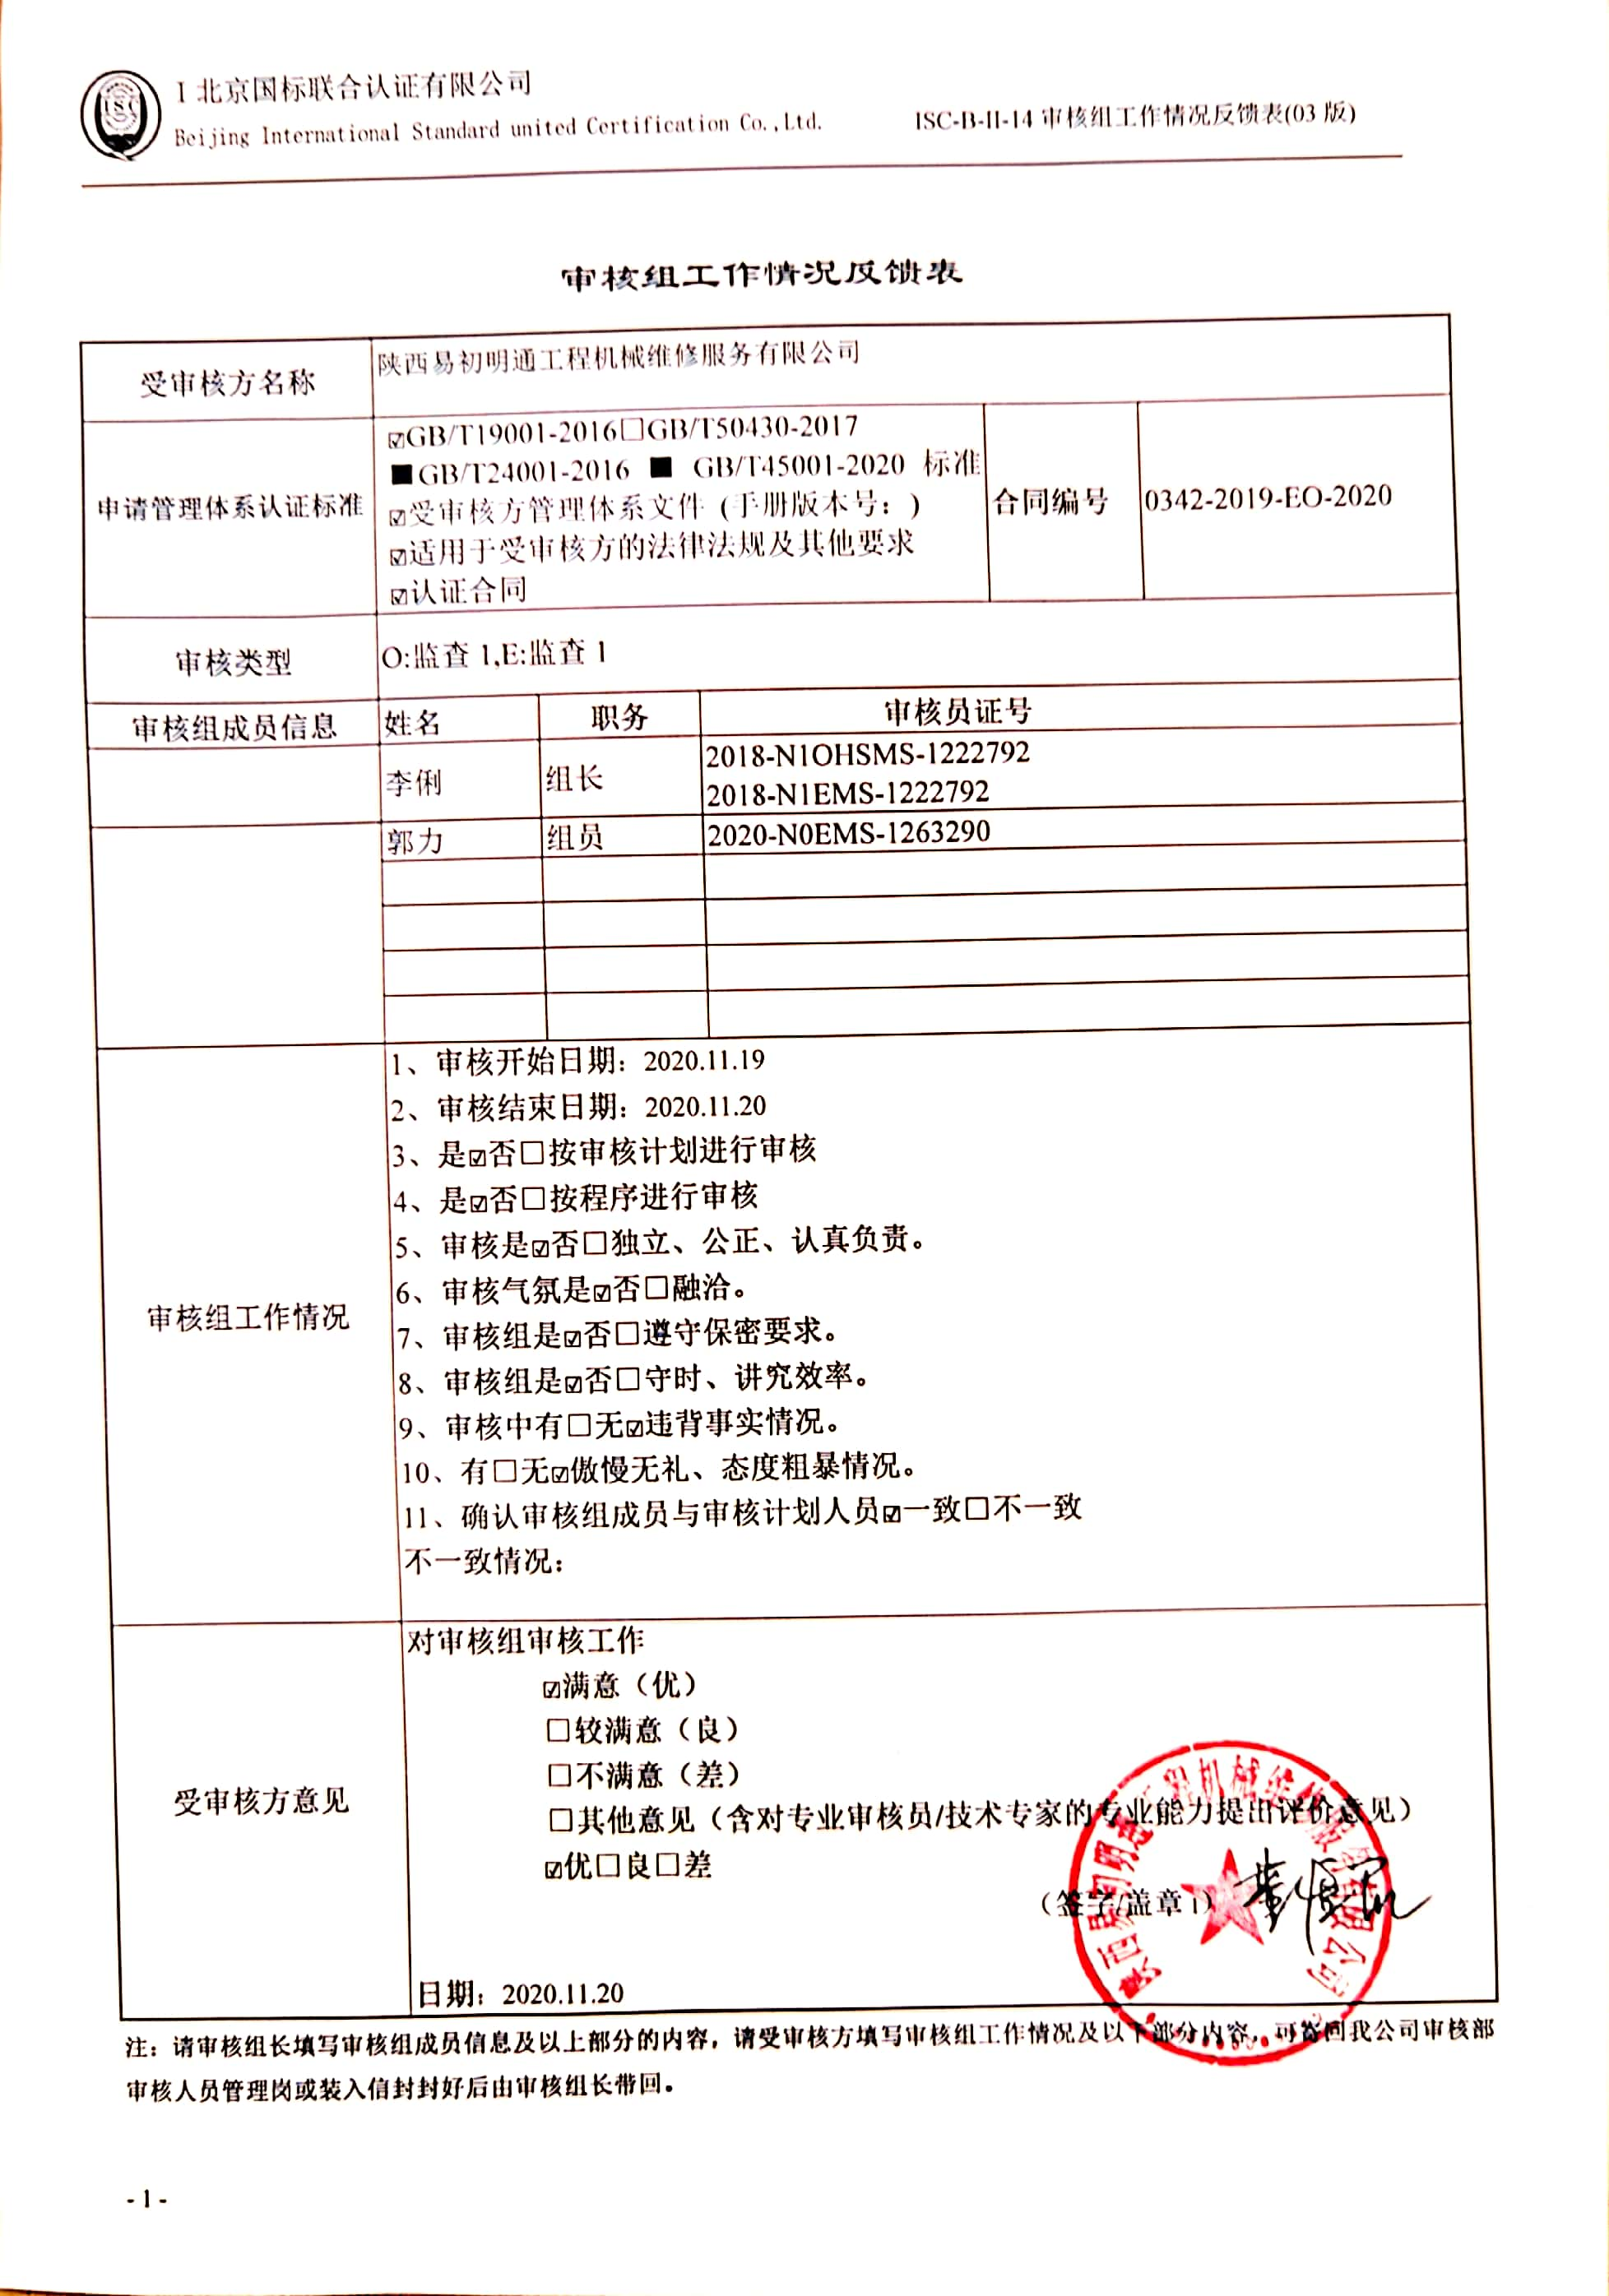 ISC
I 北京国标联合认证有限公司
Beijing International Standard united Certification Co.,Ltd.
ISC-B-II-14 审核组工作情况反馈表(03 版)
审核组工作情况反馈表
受审核方名称
陕西易初明通工程机械维修服务有限公司
申请管理体系认证标准
☑GB/T19001-2016□GB/T50430-2017
■GB/T24001-2016 ■ GB/T45001-2020 标准
☑受审核方管理体系文件（手册版本号：）
☑适用于受审核方的法律法规及其他要求
☑认证合同
合同编号
0342-2019-EO-2020
审核类型
O:监查 1,E:监查 1
审核组成员信息
姓名 职务 审核员证号
李俐 组长 2018-N1OHSMS-1222792
2018-N1EMS-1222792
郭力 组员 2020-N0EMS-1263290
审核组工作情况
1、审核开始日期：2020.11.19
2、审核结束日期：2020.11.20
3、是☑否□按审核计划进行审核
4、是☑否□按程序进行审核
5、审核是☑否□独立、公正、认真负责。
6、审核气氛是☑否□融洽。
7、审核组是☑否□遵守保密要求。
8、审核组是☑否□守时、讲究效率。
9、审核中有□无☑违背事实情况。
10、有□无☑傲慢无礼、态度粗暴情况。
11、确认审核组成员与审核计划人员☑一致□不一致
不一致情况：
受审核方意见
对审核组审核工作
☑满意（优）
□较满意（良）
□不满意（差）
□其他意见（含对专业审核员/技术专家的专业能力提出评价意见）
☑优□良□差
（签字/盖章）
陕西易初明通工程机械维修服务有限公司
日期：2020.11.20
注：请审核组长填写审核组成员信息及以上部分的内容，请受审核方填写审核组工作情况及以下部分内容，可寄回我公司审核部
审核人员管理岗或装入信封封好后由审核组长带回。
- 1 -